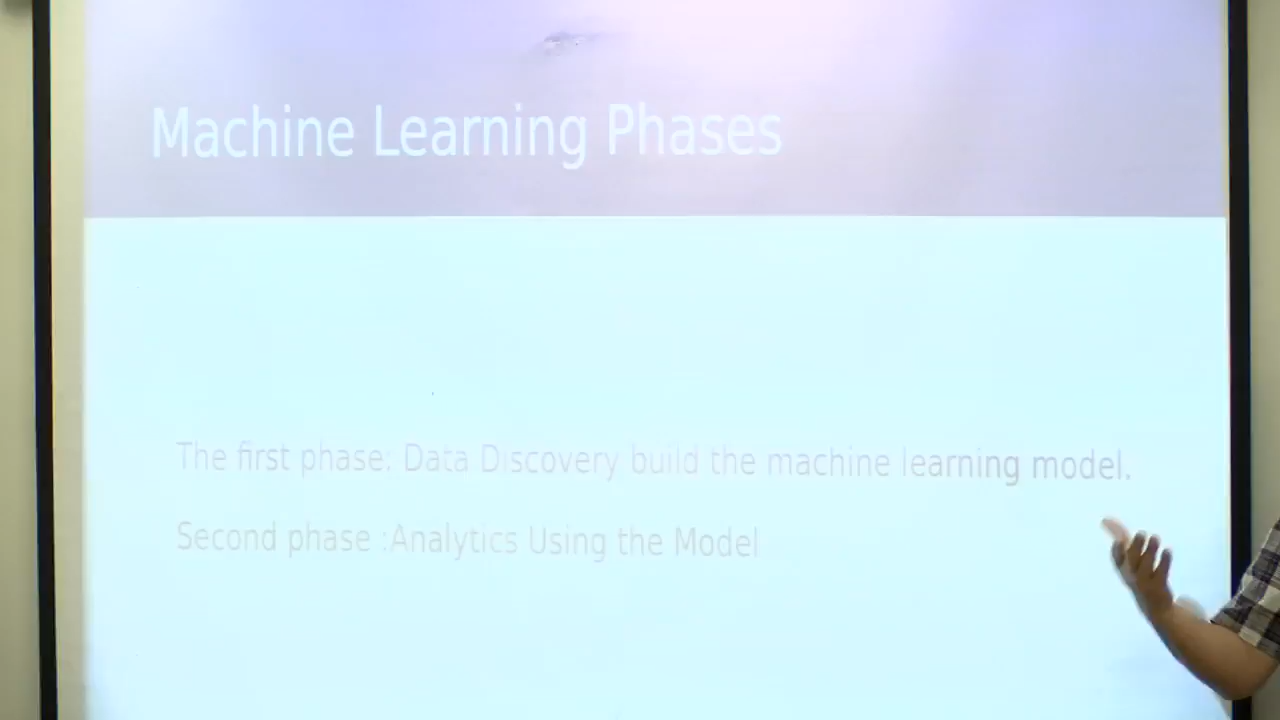 Machine Learning Phases
The first phase: Data Discovery build the machine learning model.
Second phase :Analytics Using the Model